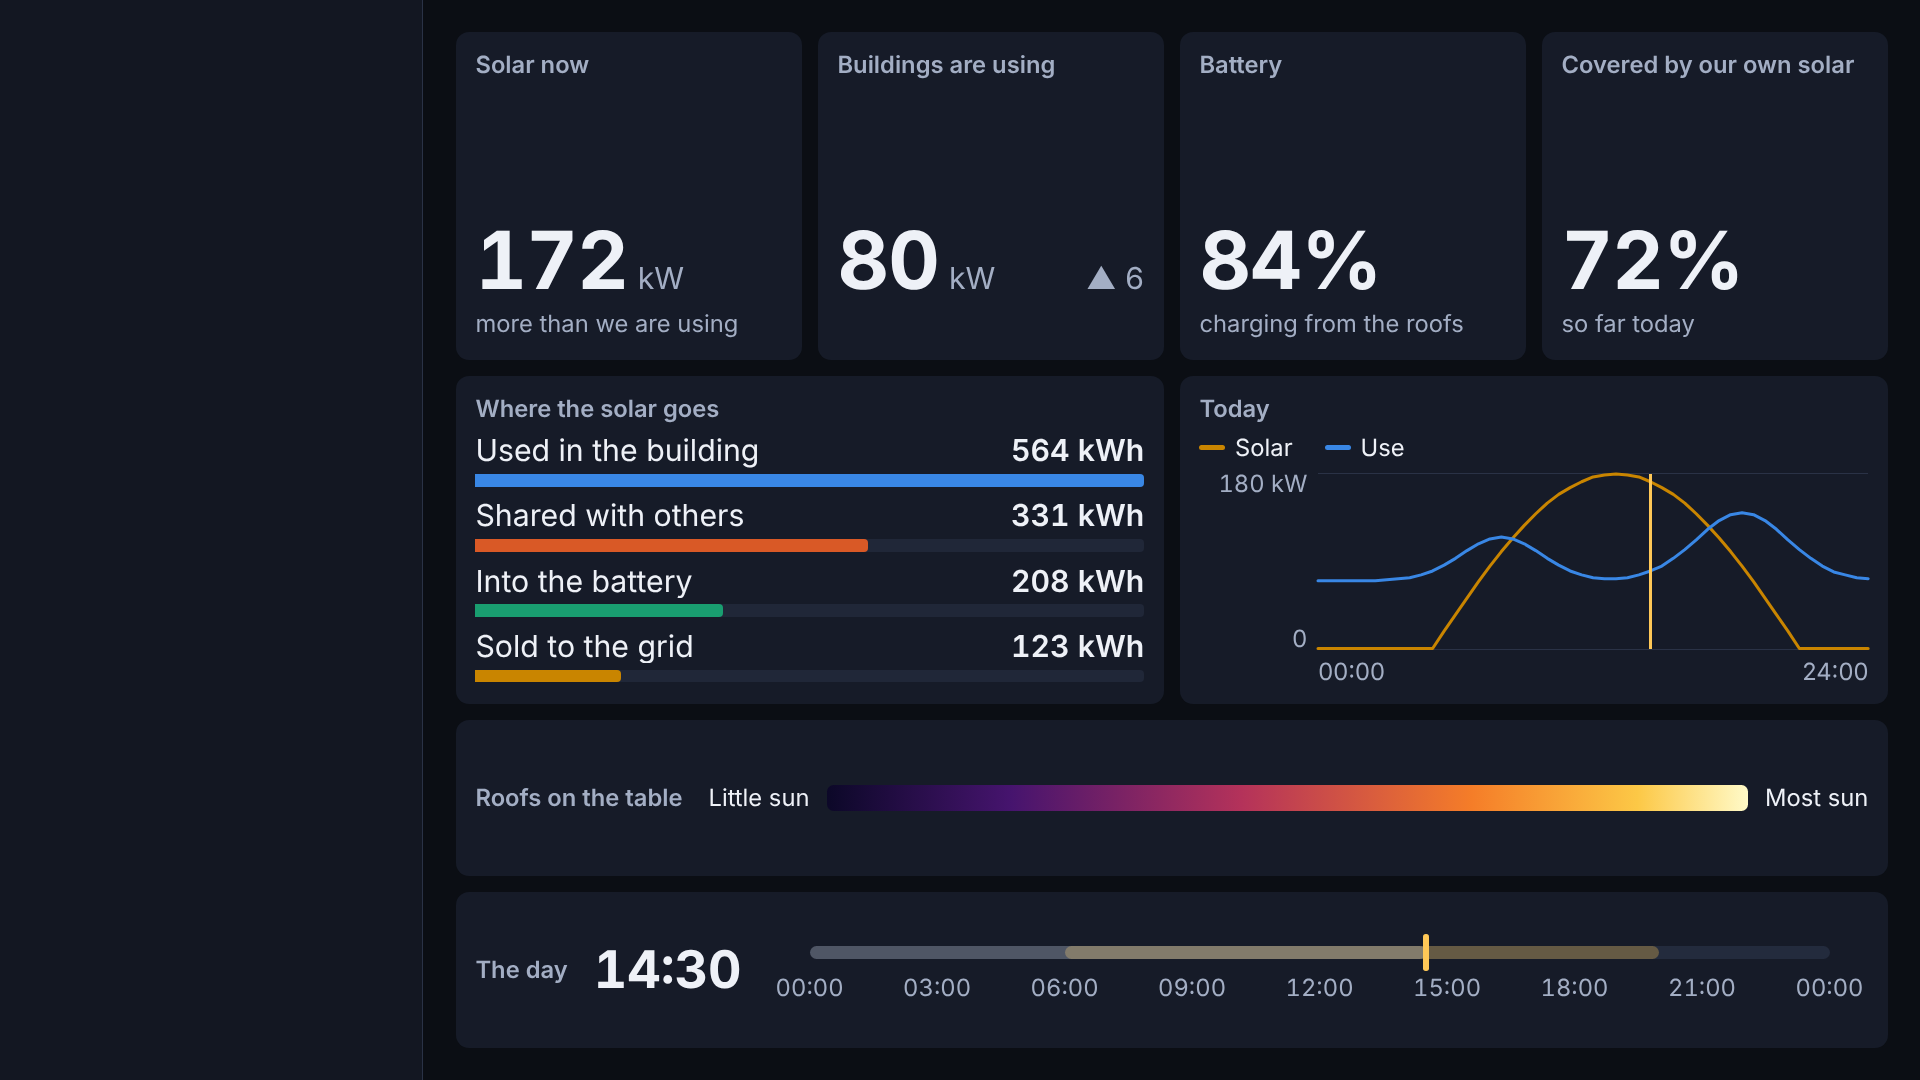 Solar now
172 kW
more than we are using
Buildings are using
80 kW ▲ 6
Battery
84%
charging from the roofs
Covered by our own solar
72%
so far today
Where the solar goes
Used in the building 564 kWh
Shared with others 331 kWh
Into the battery 208 kWh
Sold to the grid 123 kWh
Today
Solar Use
180 kW
0
00:00 24:00
Roofs on the table Little sun Most sun
The day 14:30
00:00 03:00 06:00 09:00 12:00 15:00 18:00 21:00 00:00